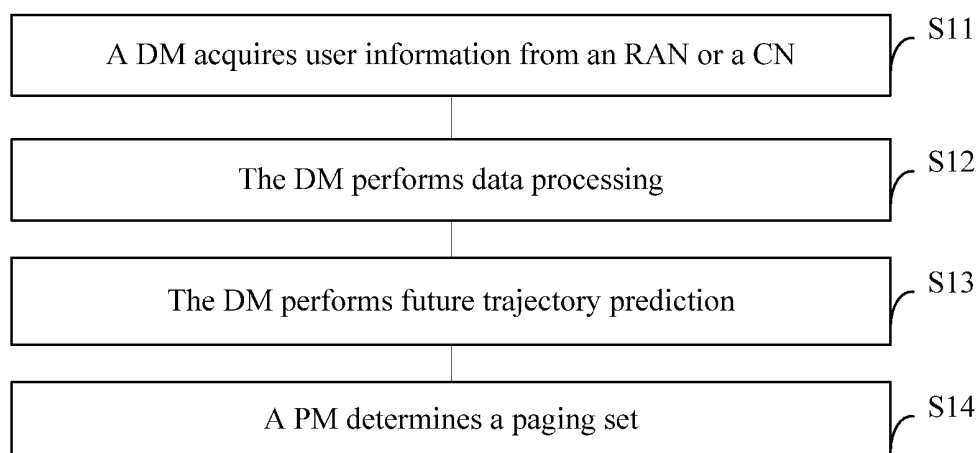 A DM acquires user information from an RAN or a CN
S11
The DM performs data processing
S12
The DM performs future trajectory prediction
S13
A PM determines a paging set
S14